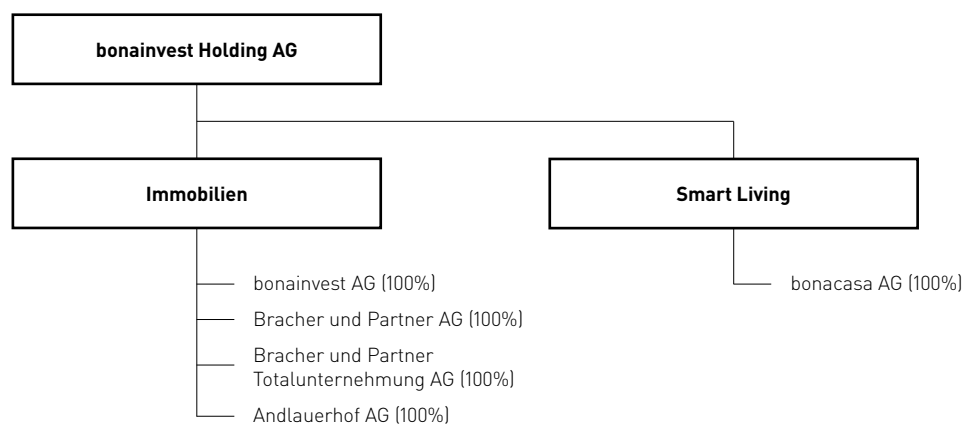 bonainvest Holding AG
Immobilien
Smart Living
bonainvest AG (100%)
Bracher und Partner AG (100%)
Bracher und Partner
Totalunternehmung AG (100%)
Andlauerhof AG (100%)
bonacasa AG (100%)